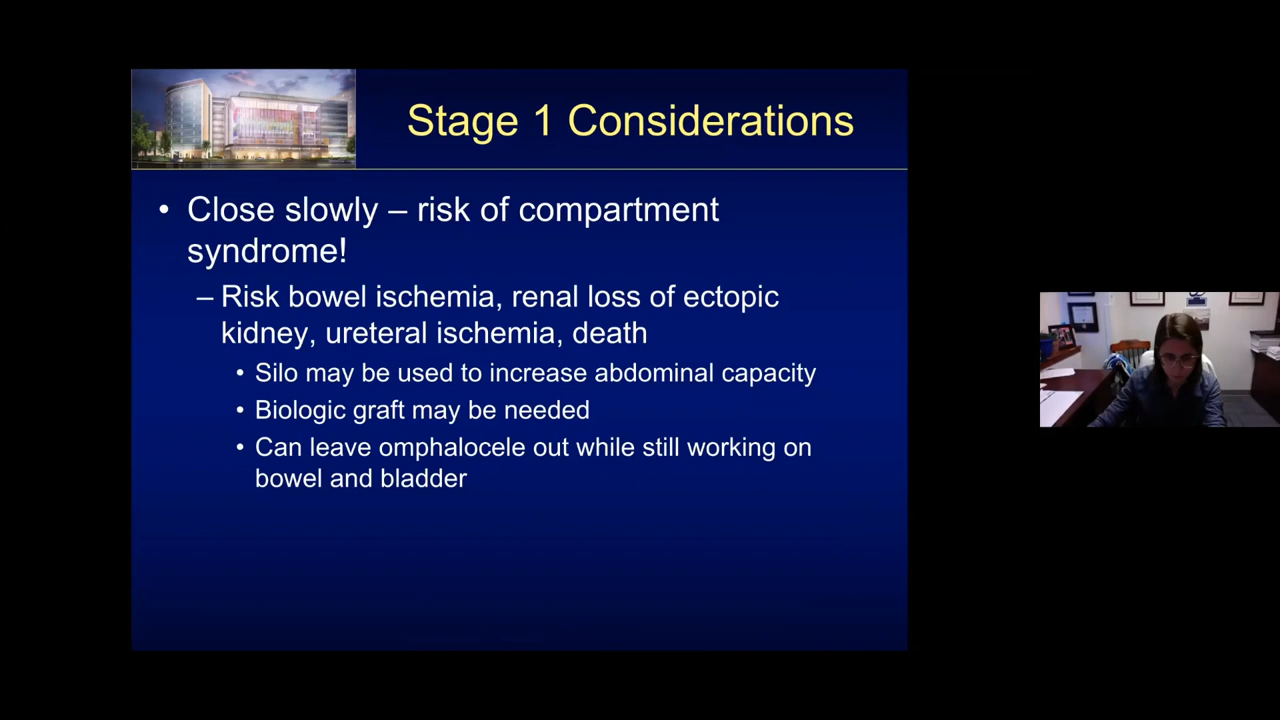 Stage 1 Considerations
• Close slowly – risk of compartment
syndrome!
– Risk bowel ischemia, renal loss of ectopic
kidney, ureteral ischemia, death
• Silo may be used to increase abdominal capacity
• Biologic graft may be needed
• Can leave omphalocele out while still working on
bowel and bladder